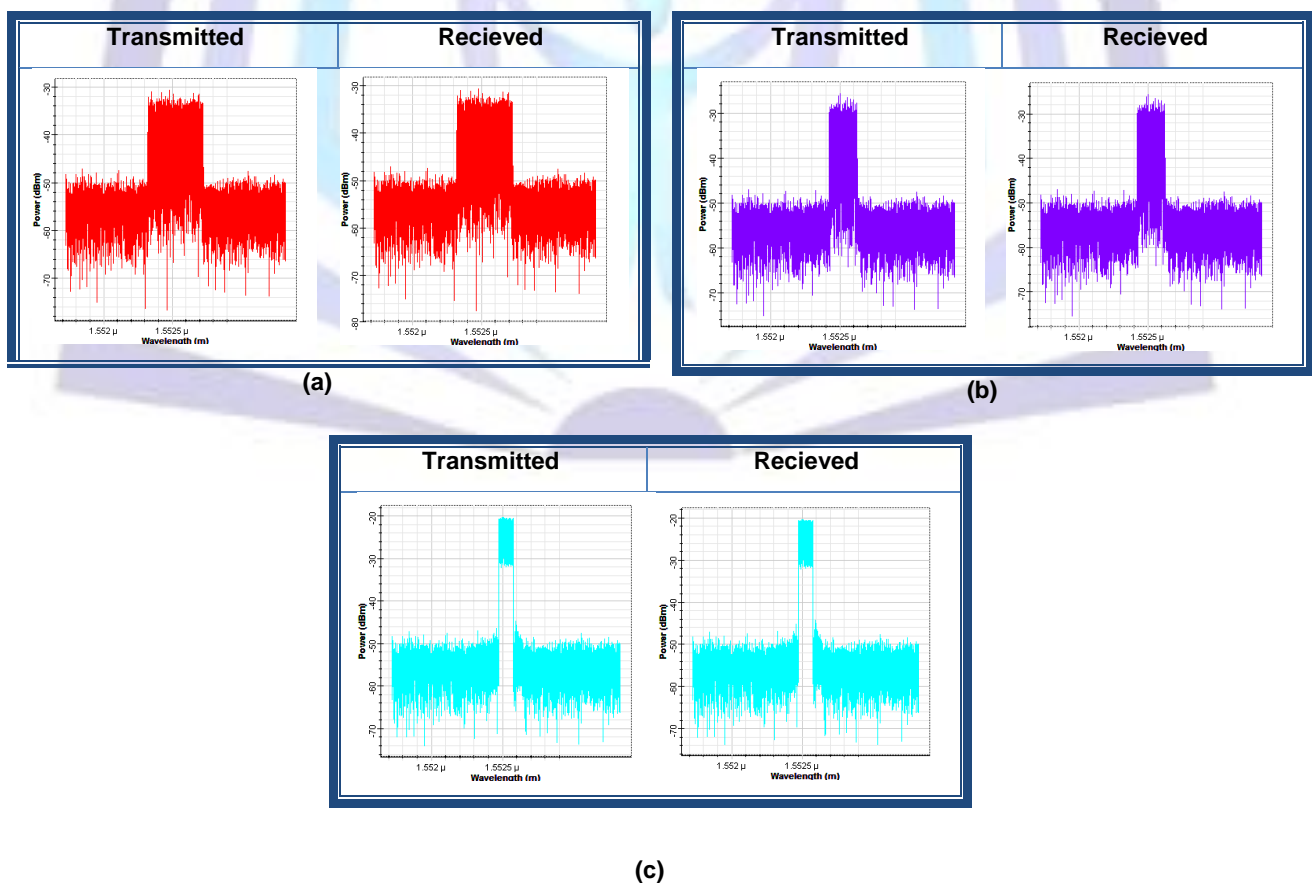 Transmitted Recieved
Power (dBm)
-30
-40
-50
-60
-70
1.552 µ 1.5525 µ
Wavelength (m)
Power (dBm)
-30
-40
-50
-60
-70
-80
1.552 µ 1.5525 µ
Wavelength (m)
(a)
Transmitted Recieved
Power (dBm)
-30
-40
-50
-60
-70
1.552 µ 1.5525 µ
Wavelength (m)
Power (dBm)
-30
-40
-50
-60
-70
1.552 µ 1.5525 µ
Wavelength (m)
(b)
Transmitted Recieved
Power (dBm)
-20
-30
-40
-50
-60
-70
1.552 µ 1.5525 µ
Wavelength (m)
Power (dBm)
-20
-30
-40
-50
-60
-70
1.552 µ 1.5525 µ
Wavelength (m)
(c)